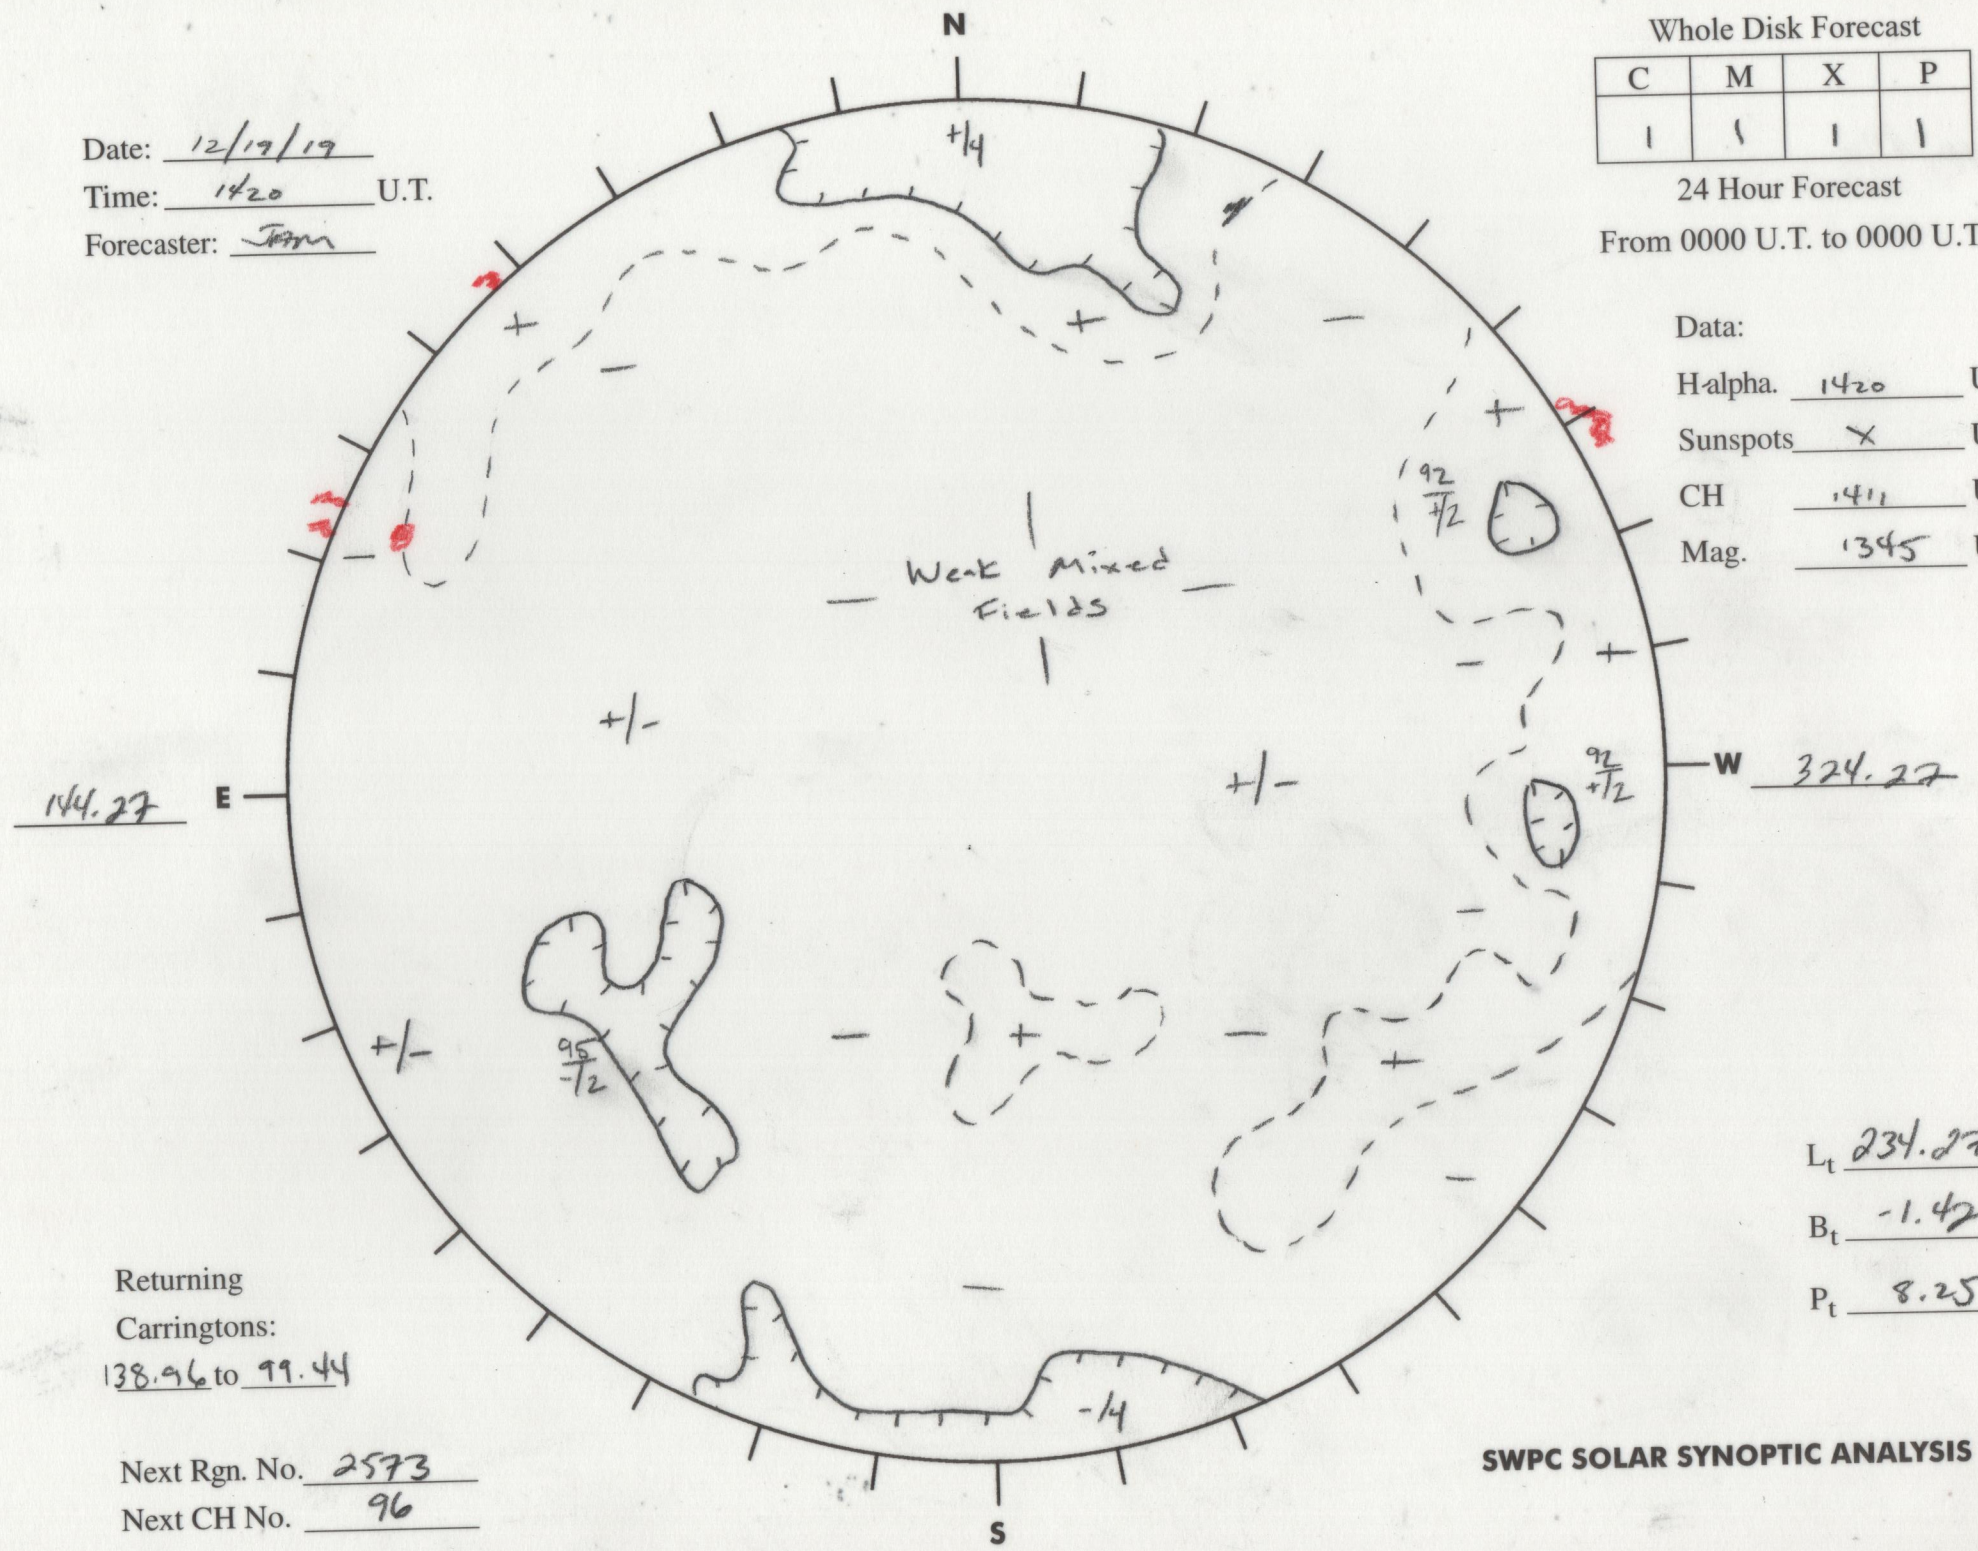 N
Whole Disk Forecast
C M X P
1 1 1 1
24 Hour Forecast
From 0000 U.T. to 0000 U.T
Date: 12/19/19
Time: 1420 U.T.
Forecaster:
+/4
+
-
+
-
Data:
H-alpha. 1420 U
Sunspots X U
CH 1411 U
Mag. 1345 U
+
92
+/2
-
Weak Mixed
Fields
-
+
+/-
+/-
92
+/2
144.27 E
W 324.27
-
+/-
95
-/2
-
+
-
+
-
Lt 234.27
Bt -1.42
Pt 8.25
Returning
Carringtons:
138.96 to 99.44
-
-/4
Next Rgn. No. 2573
Next CH No. 96
SWPC SOLAR SYNOPTIC ANALYSIS
S